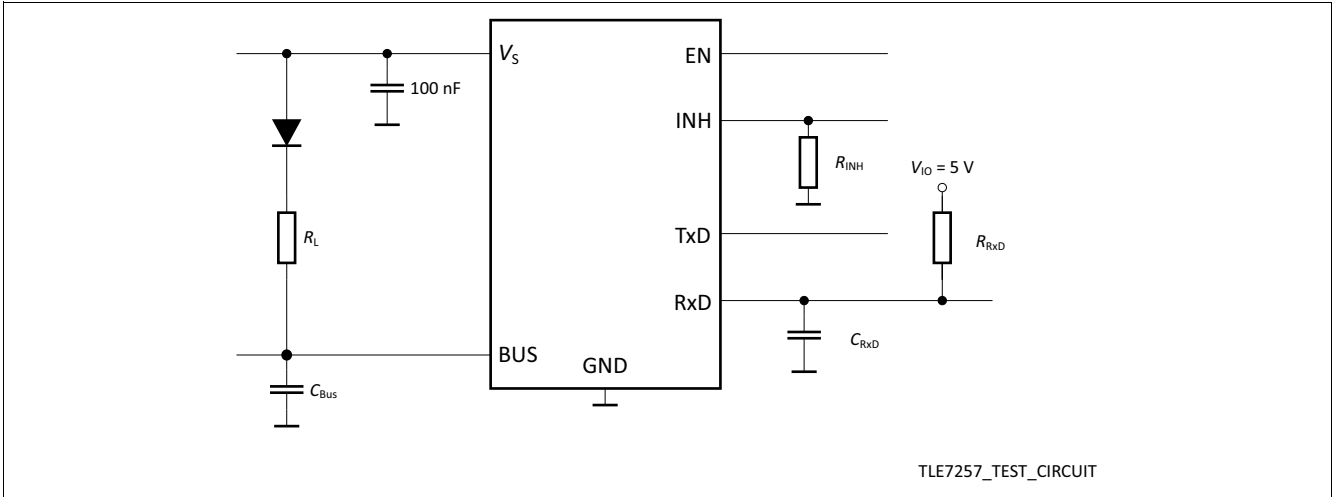 V_S
EN
100 nF
INH
R_INH
V_IO = 5 V
R_L
TxD
R_RxD
RxD
C_RxD
BUS
GND
C_Bus
TLE7257_TEST_CIRCUIT